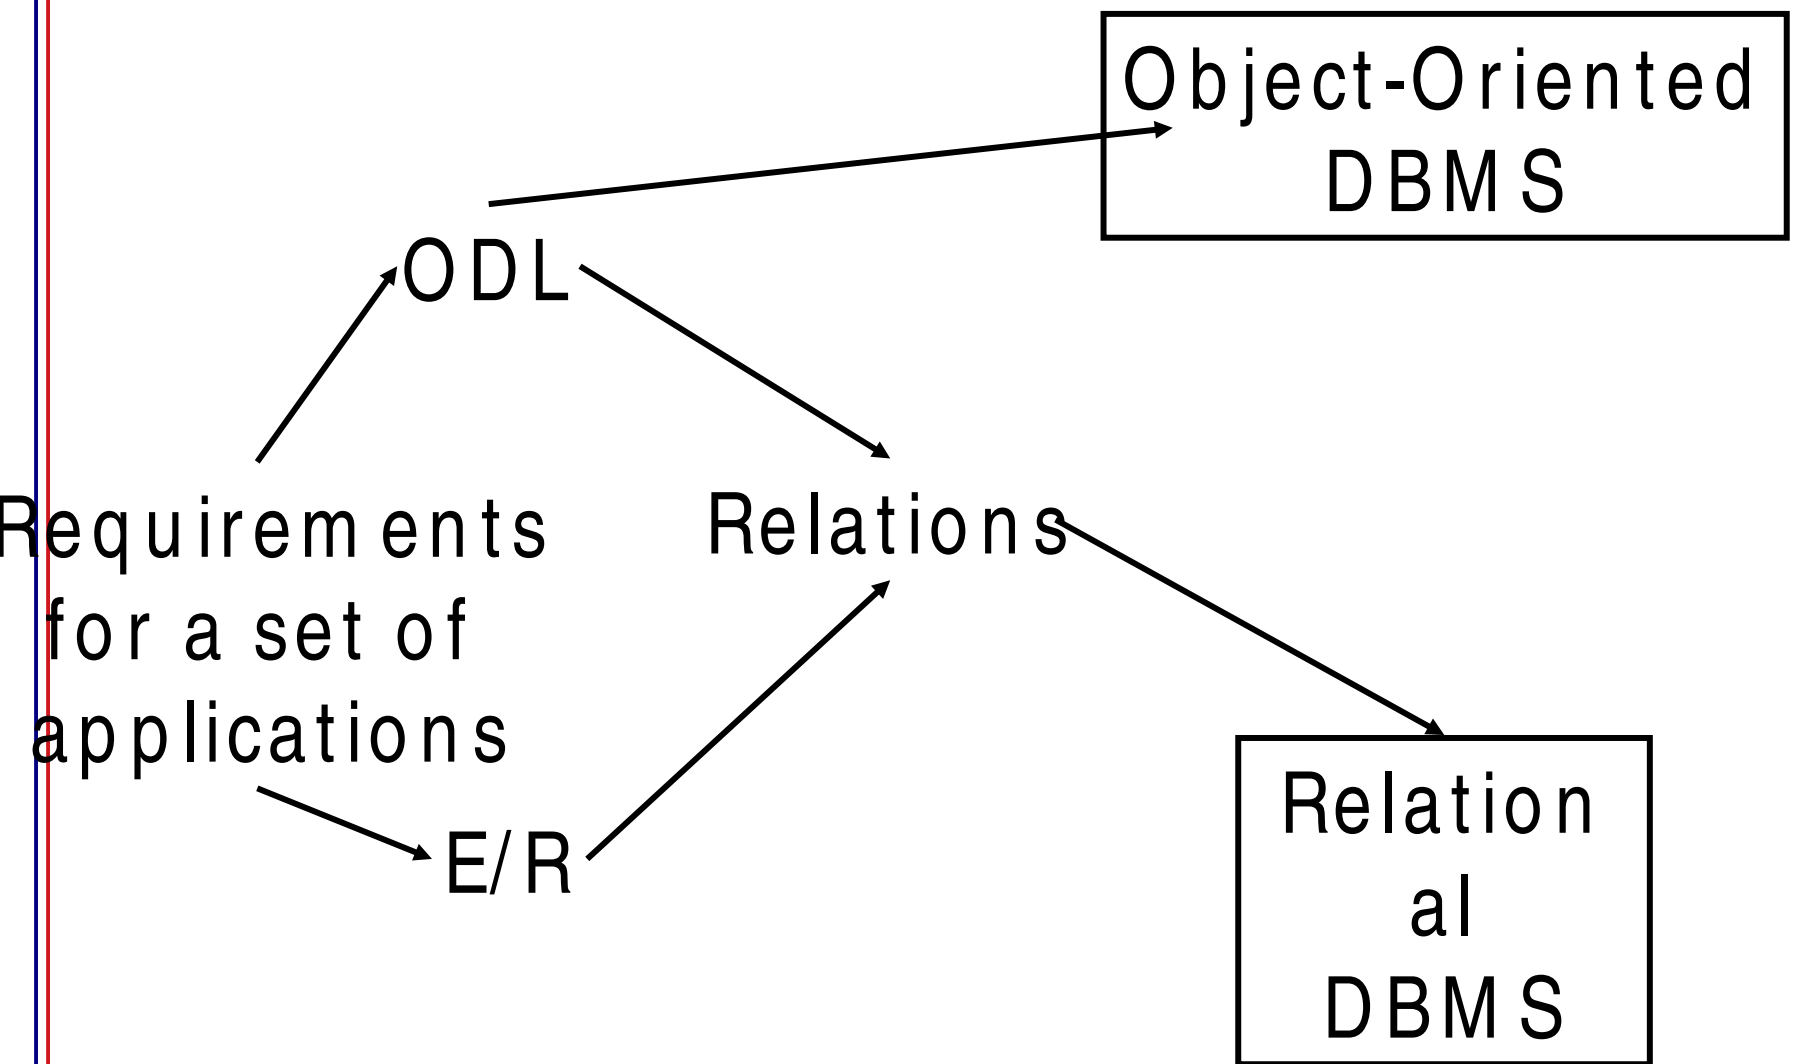 Object-Oriented
DBMS
ODL
Requirements
for a set of
applications
Relations
E/R
Relation
al
DBMS